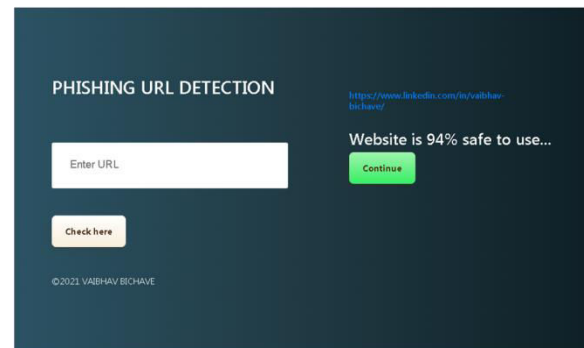 PHISHING URL DETECTION
Enter URL
Check here
©2021 VAIBHAV BICHAVE
https://www.linkedin.com/in/vaibhav-
bichave/
Website is 94% safe to use...
Continue